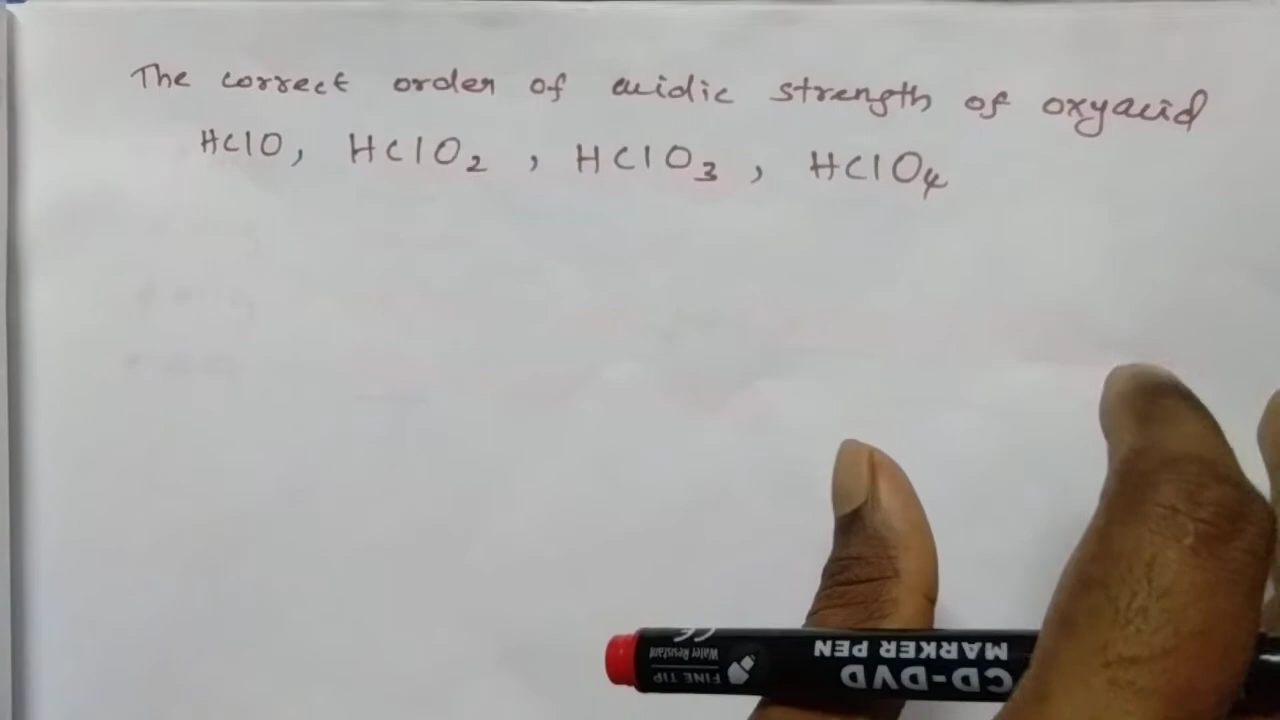 The correct order of acidic strength of oxyacid
HClO, HClO₂, HClO₃, HClO₄
CE
Water Resistant
FINE TIP
CD-DVD
MARKER PEN